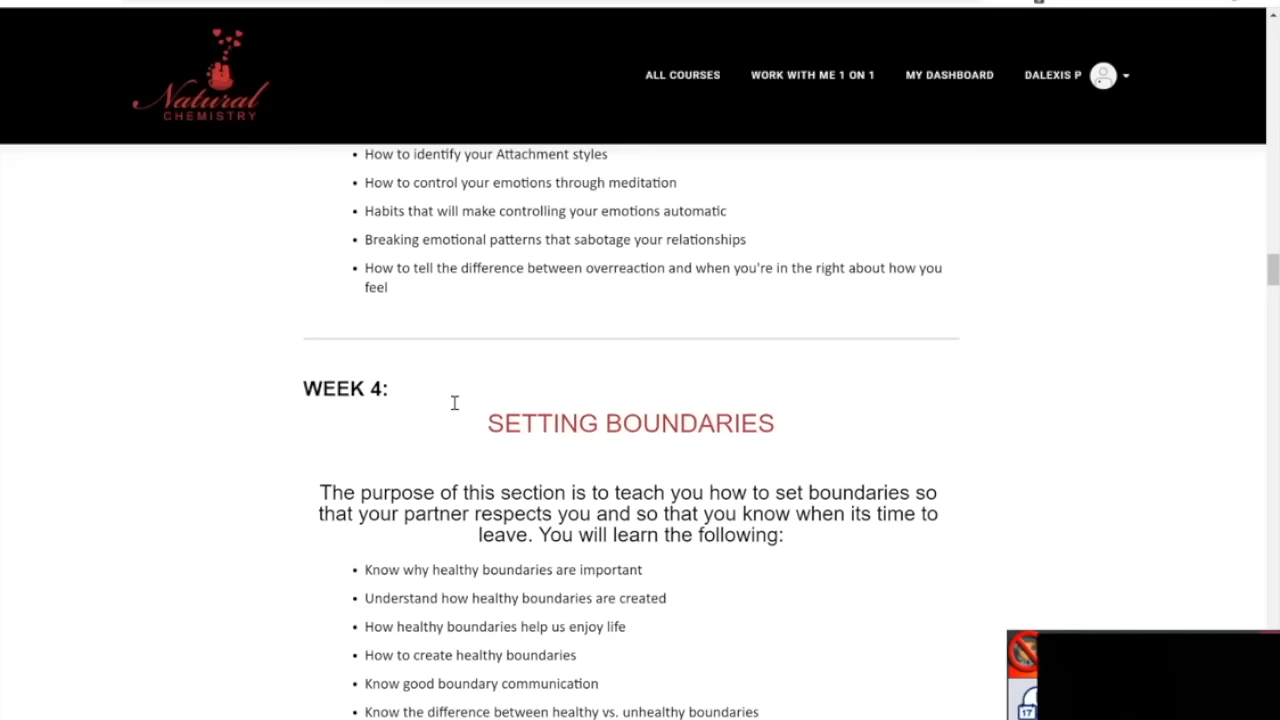 Natural
CHEMISTRY
ALL COURSES
WORK WITH ME 1 ON 1
MY DASHBOARD
DALEXIS P
• How to identify your Attachment styles
• How to control your emotions through meditation
• Habits that will make controlling your emotions automatic
• Breaking emotional patterns that sabotage your relationships
• How to tell the difference between overreaction and when you're in the right about how you
feel
WEEK 4:
SETTING BOUNDARIES
The purpose of this section is to teach you how to set boundaries so
that your partner respects you and so that you know when its time to
leave. You will learn the following:
• Know why healthy boundaries are important
• Understand how healthy boundaries are created
• How healthy boundaries help us enjoy life
• How to create healthy boundaries
• Know good boundary communication
• Know the difference between healthy vs. unhealthy boundaries
17